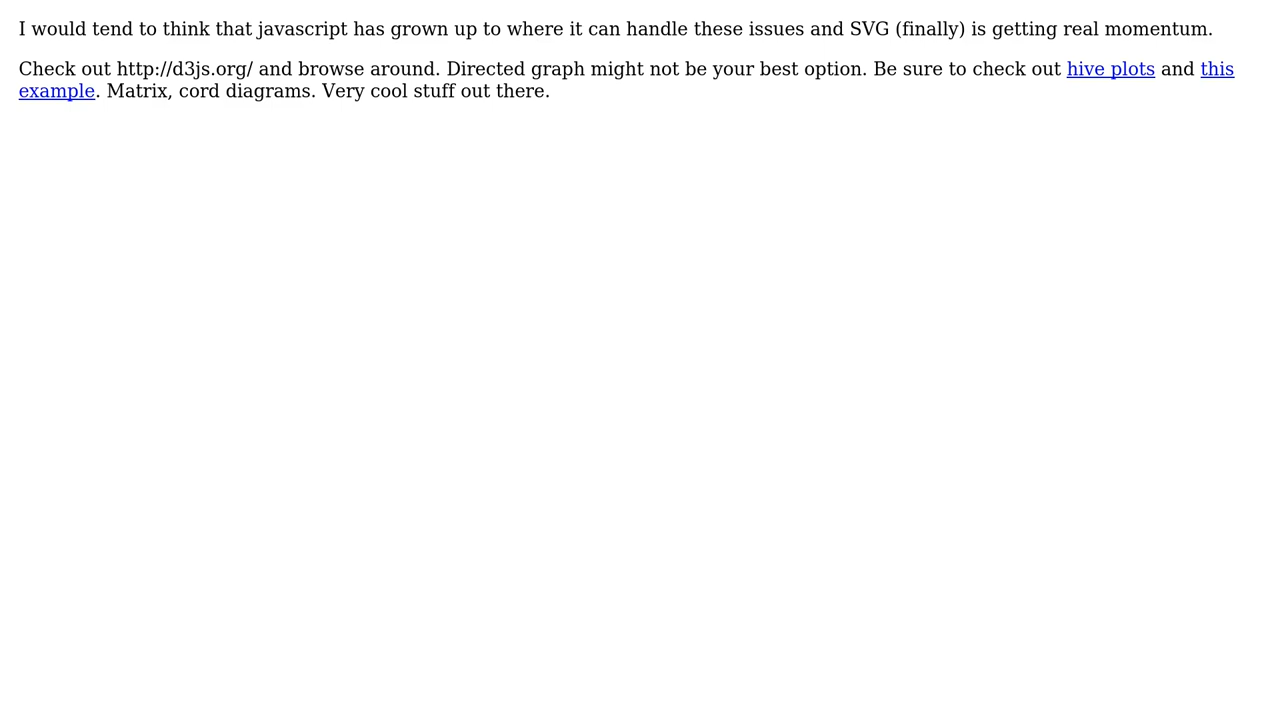 I would tend to think that javascript has grown up to where it can handle these issues and SVG (finally) is getting real momentum.
Check out http://d3js.org/ and browse around. Directed graph might not be your best option. Be sure to check out hive plots and this
example. Matrix, cord diagrams. Very cool stuff out there.